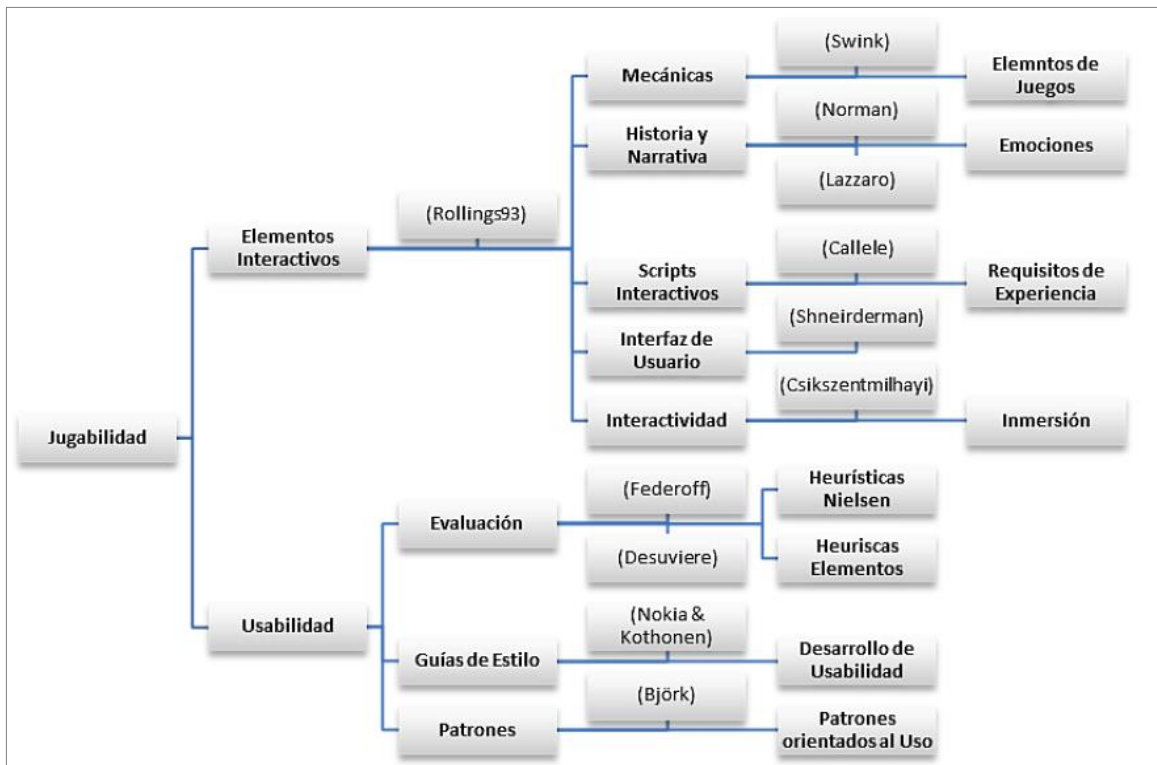 (Swink)
Mecánicas
Elemntos de
Juegos
(Norman)
Historia y
Narrativa
Emociones
(Lazzaro)
(Rollings93)
Elementos
Interactivos
(Callele)
Scripts
Interactivos
Requisitos de
Experiencia
(Shneirderman)
Interfaz de
Usuario
(Csikszentmilhayi)
Interactividad
Inmersión
Jugabilidad
(Federoff)
Heurísticas
Nielsen
Evaluación
(Desuviere)
Heuriscas
Elementos
Usabilidad
(Nokia &
Kothonen)
Guías de Estilo
Desarrollo de
Usabilidad
(Björk)
Patrones
Patrones
orientados al Uso